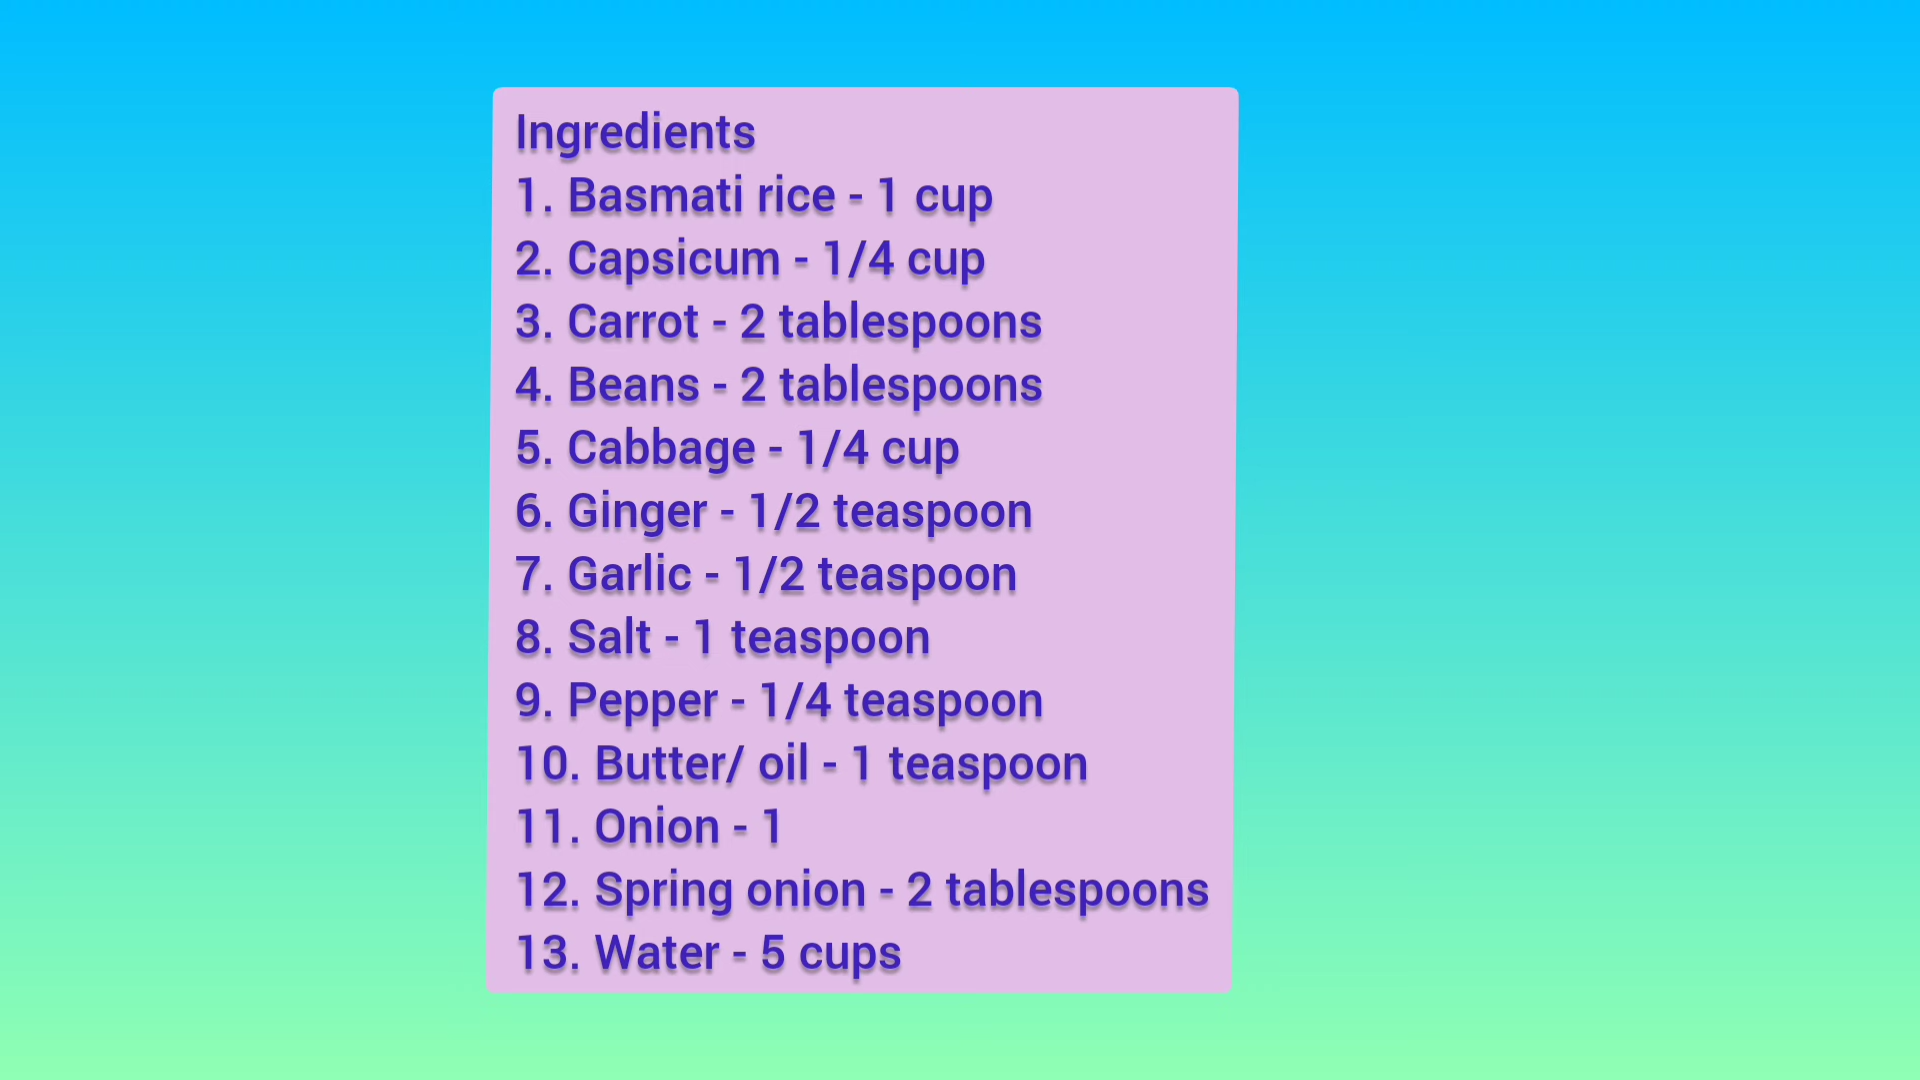 Ingredients
1. Basmati rice - 1 cup
2. Capsicum - 1/4 cup
3. Carrot - 2 tablespoons
4. Beans - 2 tablespoons
5. Cabbage - 1/4 cup
6. Ginger - 1/2 teaspoon
7. Garlic - 1/2 teaspoon
8. Salt - 1 teaspoon
9. Pepper - 1/4 teaspoon
10. Butter/ oil - 1 teaspoon
11. Onion - 1
12. Spring onion - 2 tablespoons
13. Water - 5 cups